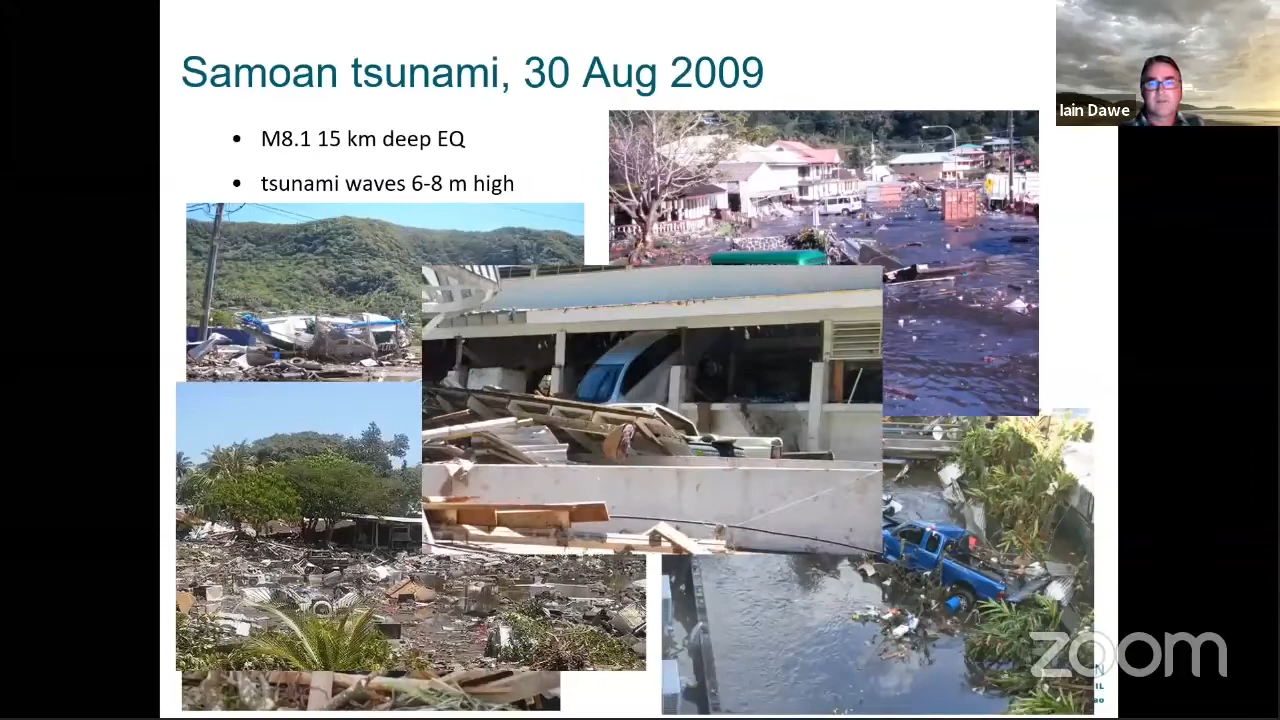 Samoan tsunami, 30 Aug 2009
Iain Dawe
• M8.1 15 km deep EQ
• tsunami waves 6-8 m high
zoom